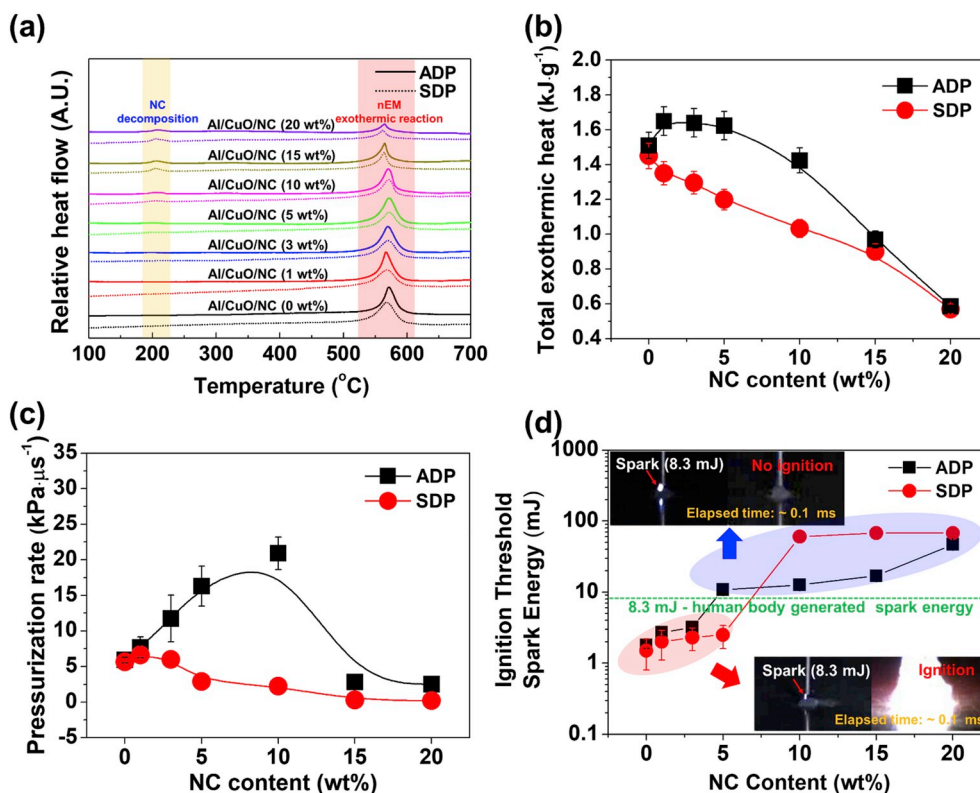 (a)
Relative heat flow (A.U.)
ADP
SDP
NC
decomposition
nEM
exothermic reaction
Al/CuO/NC (20 wt%)
Al/CuO/NC (15 wt%)
Al/CuO/NC (10 wt%)
Al/CuO/NC (5 wt%)
Al/CuO/NC (3 wt%)
Al/CuO/NC (1 wt%)
Al/CuO/NC (0 wt%)
100 200 300 400 500 600 700
Temperature (°C)
(b)
Total exothermic heat (kJ·g⁻¹)
2.0
1.8
1.6
1.4
1.2
1.0
0.8
0.6
0.4
ADP
SDP
0 5 10 15 20
NC content (wt%)
(c)
Pressurization rate (kPa·μs⁻¹)
35
30
25
20
15
10
5
0
-5
ADP
SDP
0 5 10 15 20
NC content (wt%)
(d)
Ignition Threshold
Spark Energy (mJ)
1000
100
10
1
0.1
Spark (8.3 mJ)
No ignition
Elapsed time: ~ 0.1 ms
ADP
SDP
8.3 mJ - human body generated spark energy
Spark (8.3 mJ)
Ignition
Elapsed time: ~ 0.1 ms
0 5 10 15 20
NC Content (wt%)